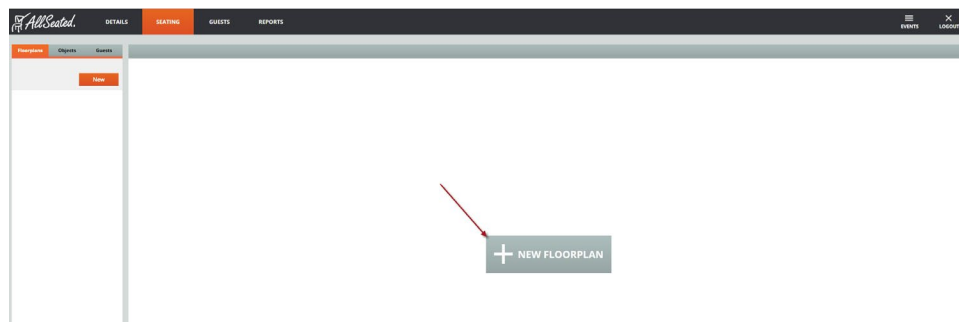 AllSeated. DETAILS SEATING GUESTS REPORTS EVENTS LOGOUT
Floorplans Objects Guests
New
NEW FLOORPLAN